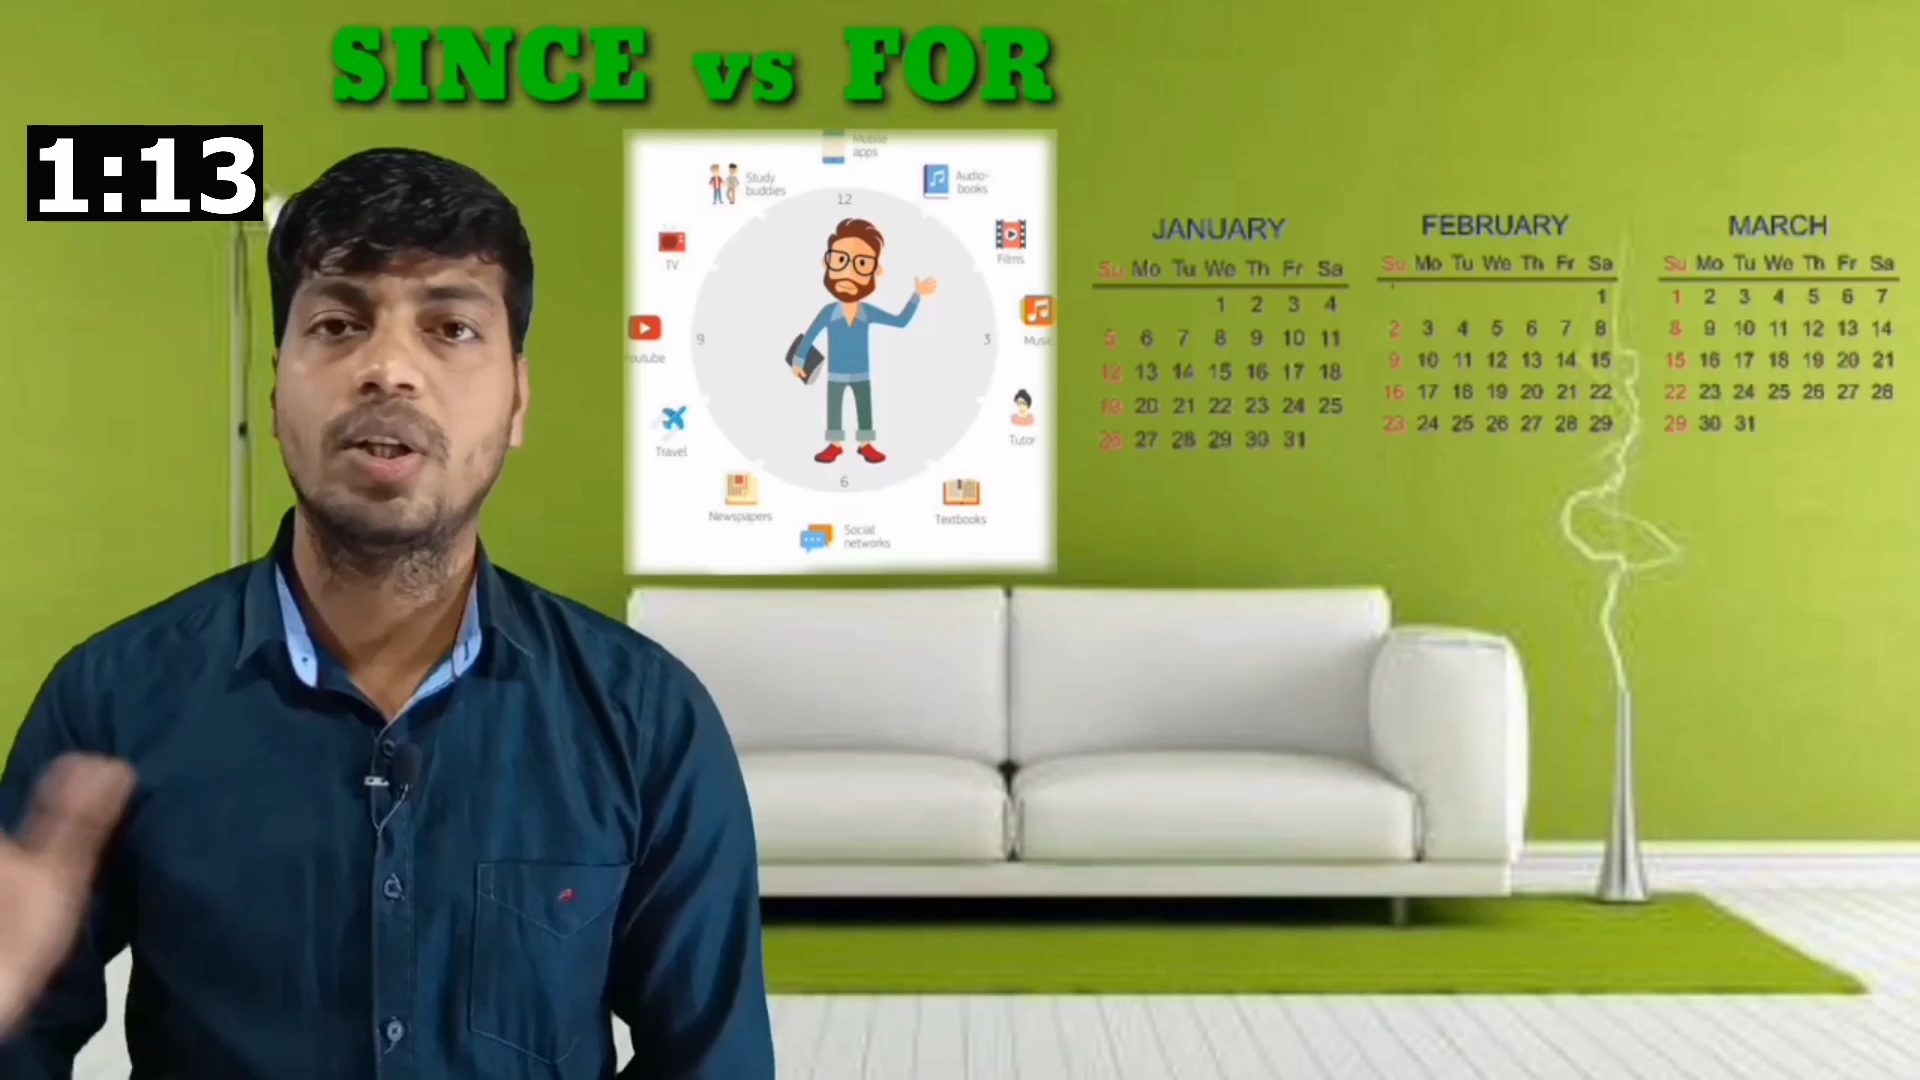 SINCE vs FOR
1:13
Mobile
apps
Study
buddies
Audio-
books
12
TV
Films
9
3
Music
Travel
Tutor
6
Newspapers
Textbooks
Social
networks
JANUARY
Su Mo Tu We Th Fr Sa
1 2 3 4
5 6 7 8 9 10 11
12 13 14 15 16 17 18
19 20 21 22 23 24 25
26 27 28 29 30 31
FEBRUARY
Su Mo Tu We Th Fr Sa
1
2 3 4 5 6 7 8
9 10 11 12 13 14 15
16 17 18 19 20 21 22
23 24 25 26 27 28 29
MARCH
Su Mo Tu We Th Fr Sa
1 2 3 4 5 6 7
8 9 10 11 12 13 14
15 16 17 18 19 20 21
22 23 24 25 26 27 28
29 30 31